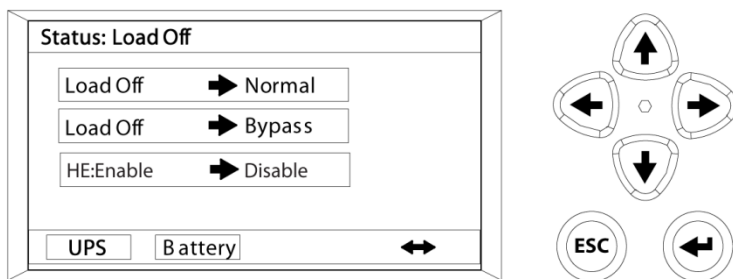 Status: Load Off
Load Off Normal
Load Off Bypass
HE:Enable Disable
UPS Battery
ESC